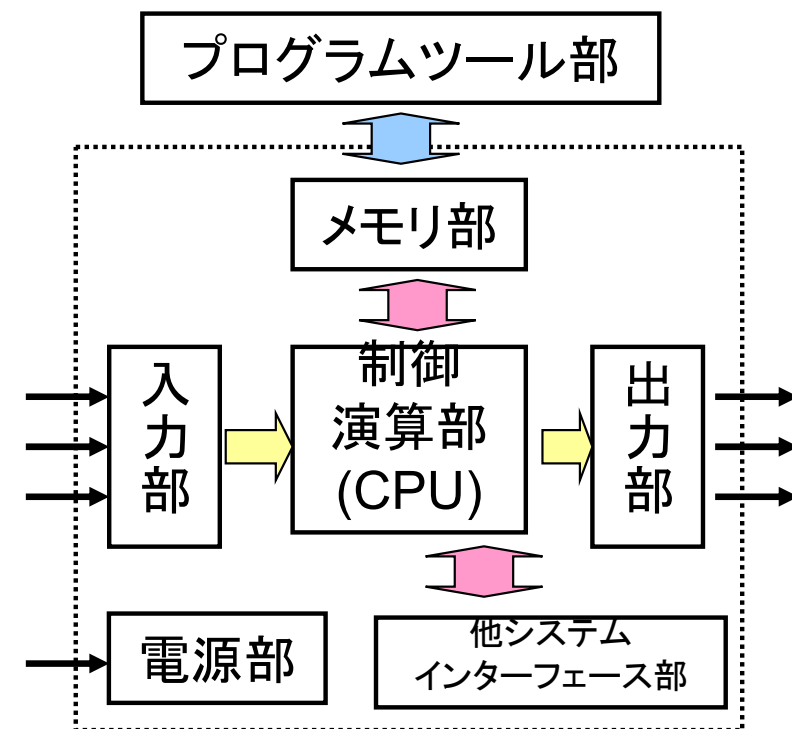 プログラムツール部
メモリ部
入
力
部
制御
演算部
(CPU)
出
力
部
電源部
他システム
インターフェース部